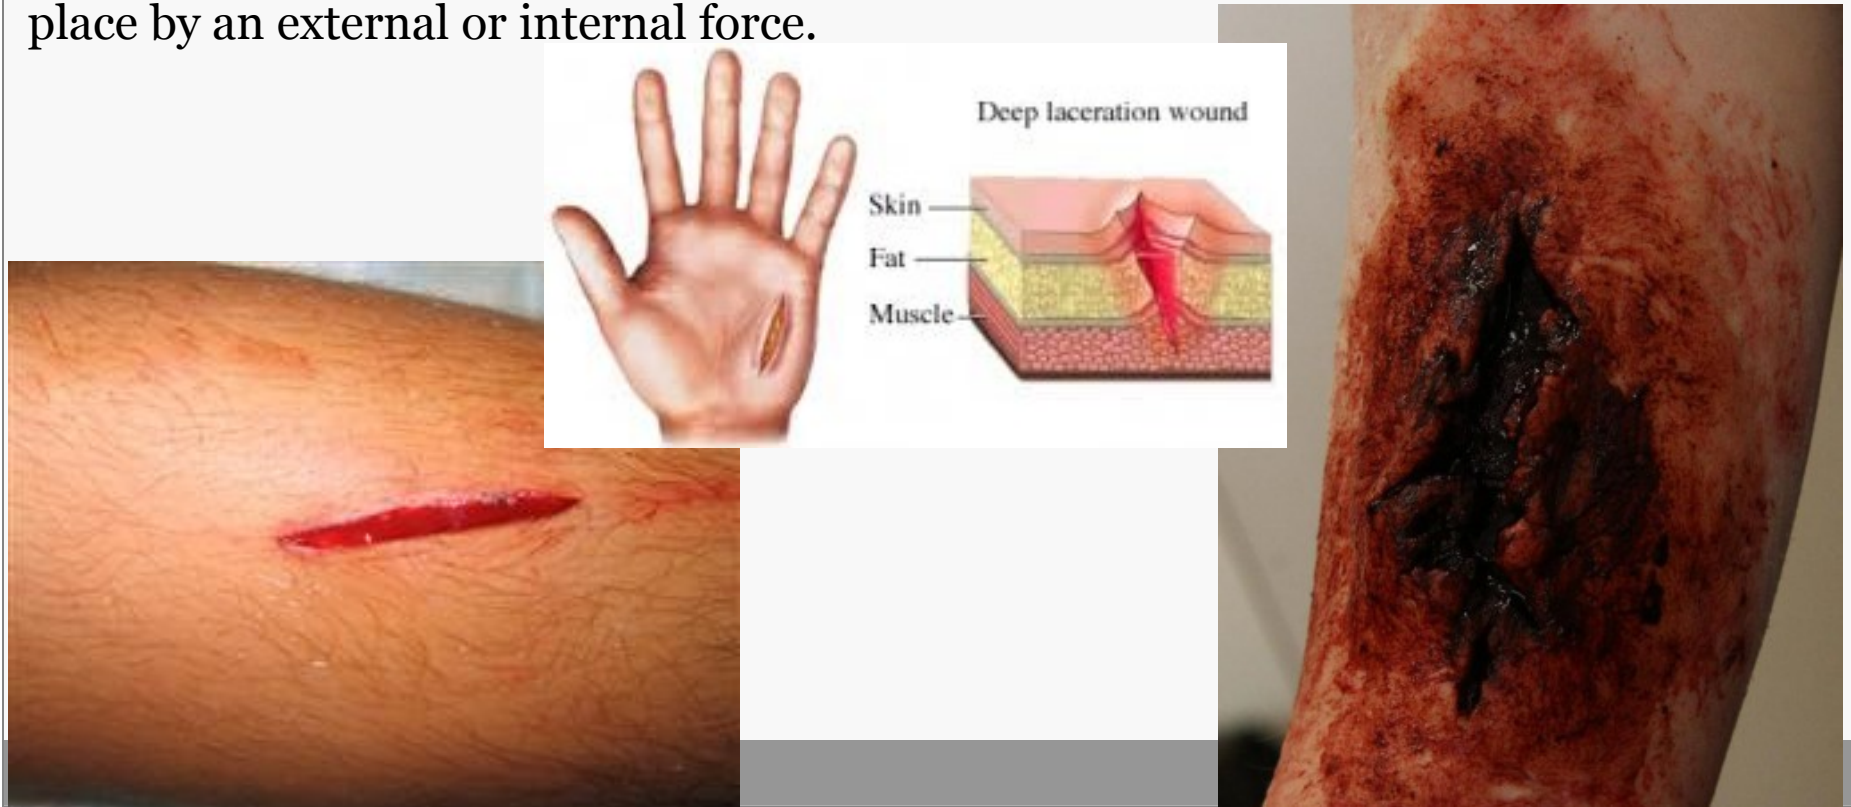 place by an external or internal force.
Deep laceration wound
Skin
Fat
Muscle